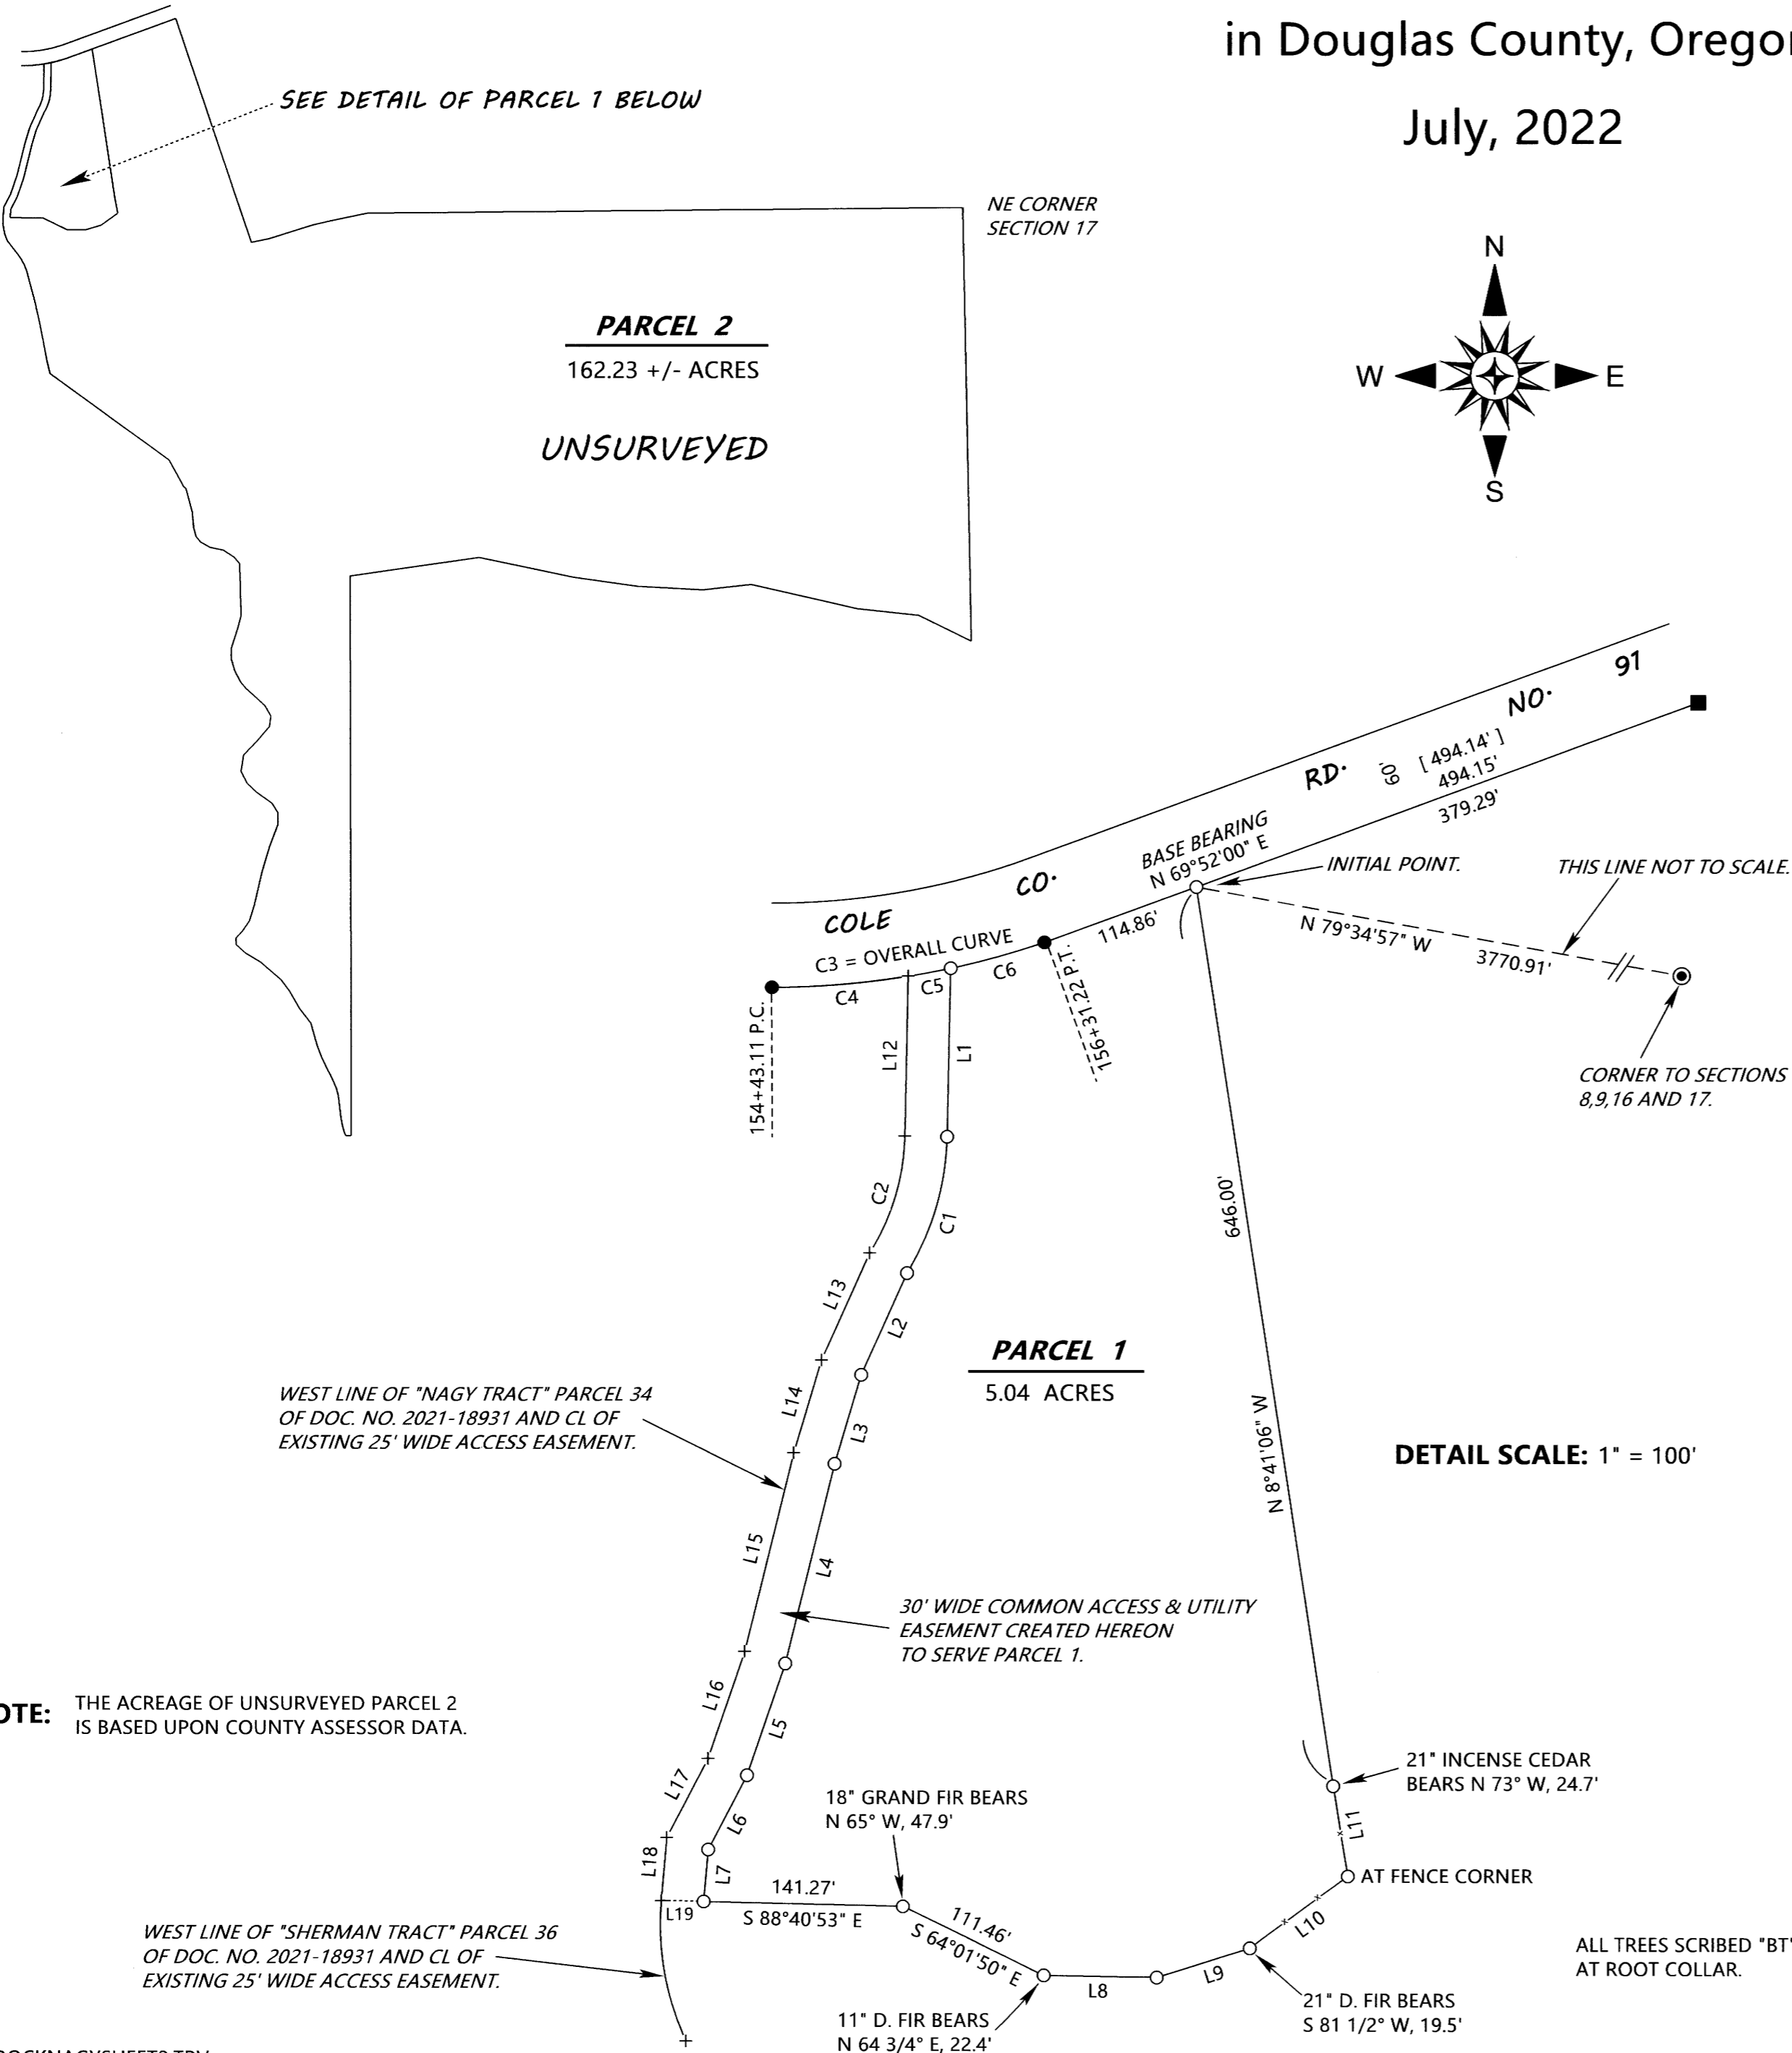 in Douglas County, Orego
July, 2022
SEE DETAIL OF PARCEL 1 BELOW
NE CORNER
SECTION 17
N
W
E
S
PARCEL 2
162.23 +/- ACRES
UNSURVEYED
COLE CO. RD. NO. 91
60'
[ 494.14' ]
494.15'
379.29'
BASE BEARING
N 69°52'00" E
INITIAL POINT.
THIS LINE NOT TO SCALE.
N 79°34'57" W 3770.91'
CORNER TO SECTIONS
8,9,16 AND 17.
C3 = OVERALL CURVE
114.86'
C4
C5
C6
154+43.11 P.C.
156+31.22 P.T.
L12
L1
C2
C1
L13
L2
646.00'
N 8°41'06" W
PARCEL 1
5.04 ACRES
WEST LINE OF "NAGY TRACT" PARCEL 34
OF DOC. NO. 2021-18931 AND CL OF
EXISTING 25' WIDE ACCESS EASEMENT.
L14
L3
DETAIL SCALE: 1" = 100'
L15
L4
30' WIDE COMMON ACCESS & UTILITY
EASEMENT CREATED HEREON
TO SERVE PARCEL 1.
OTE: THE ACREAGE OF UNSURVEYED PARCEL 2
IS BASED UPON COUNTY ASSESSOR DATA.
L16
L5
L17
L6
18" GRAND FIR BEARS
N 65° W, 47.9'
21" INCENSE CEDAR
BEARS N 73° W, 24.7'
L11
L18
L7
AT FENCE CORNER
L19
141.27'
S 88°40'53" E
111.46'
S 64°01'50" E
L10
L8
L9
WEST LINE OF "SHERMAN TRACT" PARCEL 36
OF DOC. NO. 2021-18931 AND CL OF
EXISTING 25' WIDE ACCESS EASEMENT.
ALL TREES SCRIBED "BT"
AT ROOT COLLAR.
21" D. FIR BEARS
S 81 1/2° W, 19.5'
11" D. FIR BEARS
N 64 3/4° E, 22.4'